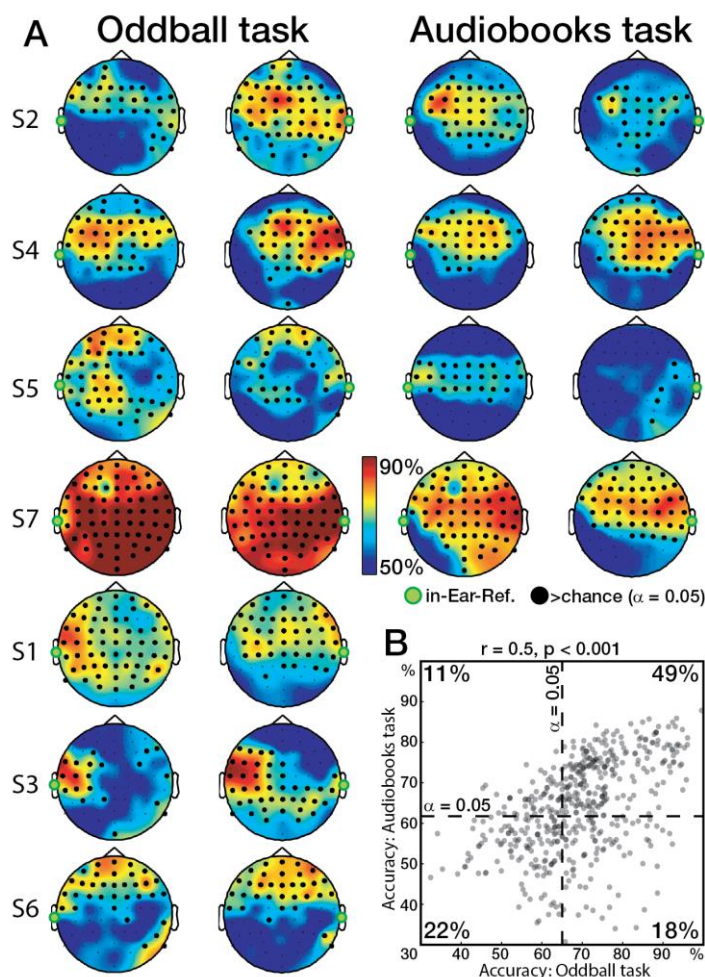 A Oddball task Audiobooks task
S2
S4
S5
S7
90%
50%
in-Ear-Ref. >chance (α = 0.05)
S1
S3
S6
B
r = 0.5, p < 0.001
%
11%
49%
90
80
70
60
50
40
30
α = 0.05
α = 0.05
22%
18%
Accuracy: Audiobooks task
30 40 50 60 70 80 90 %
Accuracy: Oddball task